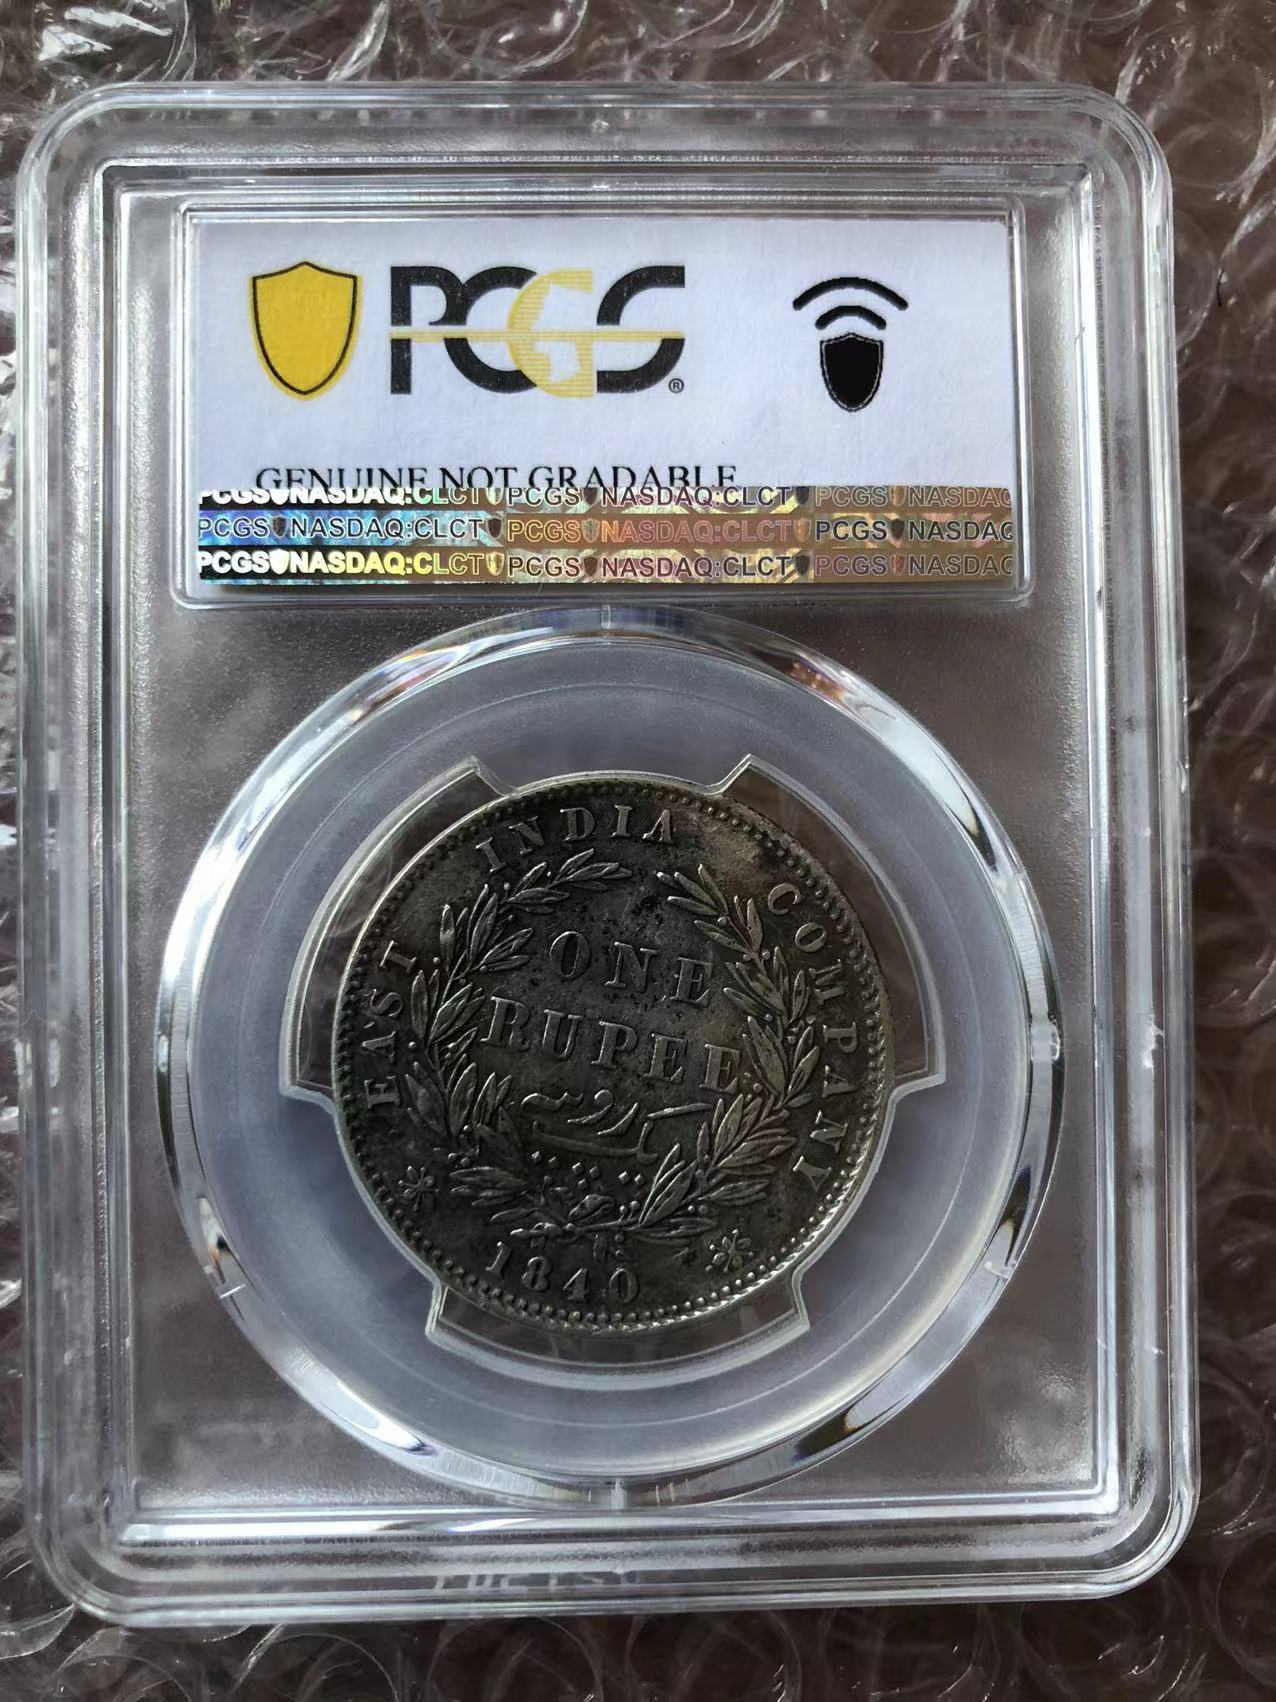 PCGS®
GENUINE NOT GRADABLE
PCGS NASDAQ:CLCT PCGS NASDAQ:CLCT PCGS NASDAQ
PCGS NASDAQ:CLCT PCGS NASDAQ:CLCT PCGS NASDAQ
PCGS NASDAQ:CLCT PCGS NASDAQ:CLCT PCGS NASDAQ
EAST INDIA COMPANY
ONE
RUPEE
یک روپیہ
1840